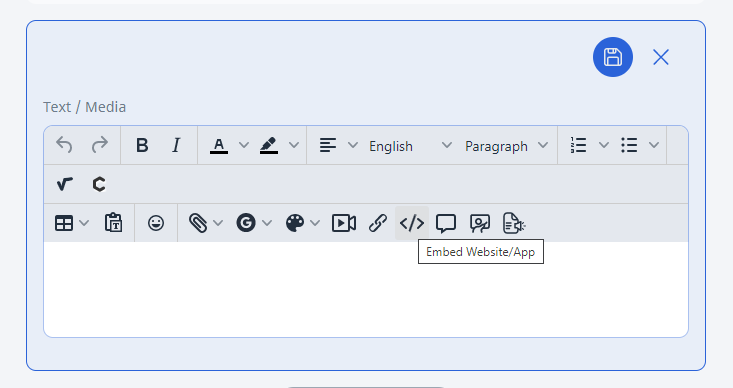 Text / Media
B I A English Paragraph
Embed Website/App